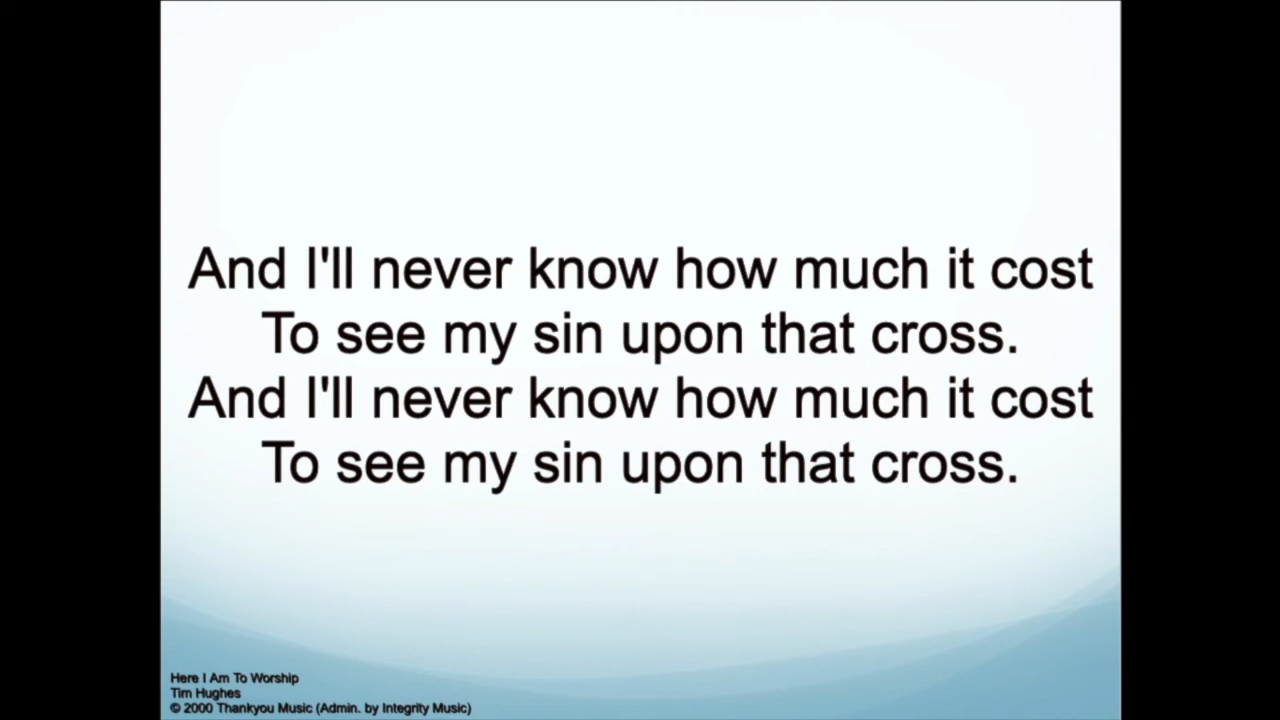 And I'll never know how much it cost
To see my sin upon that cross.
And I'll never know how much it cost
To see my sin upon that cross.
Here I Am To Worship
Tim Hughes
© 2000 Thankyou Music (Admin. by Integrity Music)